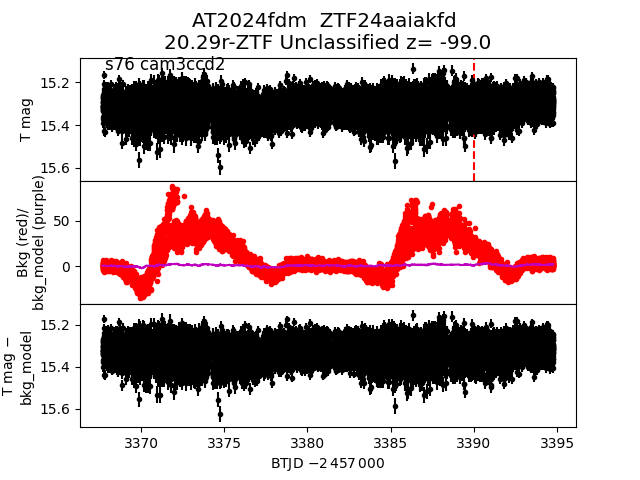 AT2024fdm  ZTF24aaiakfd
20.29r-ZTF Unclassified z= -99.0
s76 cam3ccd2
T mag
15.2
15.4
15.6
Bkg (red)/
bkg_model (purple)
50
0
T mag −
bkg_model
15.2
15.4
15.6
3370 3375 3380 3385 3390 3395
BTJD −2 457 000